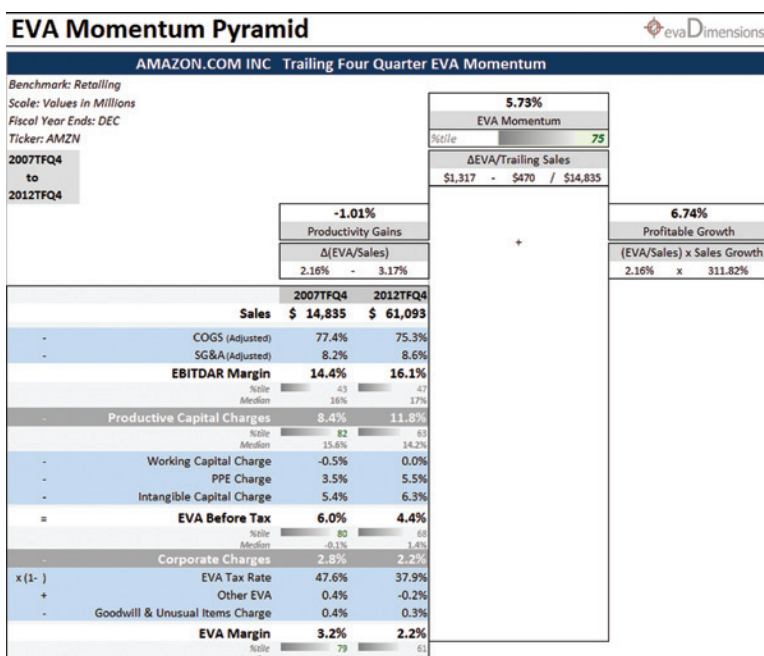 EVA Momentum Pyramid
evaDimensions
AMAZON.COM INC Trailing Four Quarter EVA Momentum
Benchmark: Retailing
Scale: Values in Millions
Fiscal Year Ends: DEC
Ticker: AMZN
2007TFQ4
to
2012TFQ4
5.73%
EVA Momentum
%tile 75
ΔEVA/Trailing Sales
$1,317 - $470 / $14,835
-1.01%
Productivity Gains
Δ(EVA/Sales)
2.16% - 3.17%
+
6.74%
Profitable Growth
(EVA/Sales) x Sales Growth
2.16% x 311.82%
2007TFQ4 2012TFQ4
Sales $ 14,835 $ 61,093
- COGS (Adjusted) 77.4% 75.3%
- SG&A (Adjusted) 8.2% 8.6%
EBITDAR Margin 14.4% 16.1%
%tile 43 47
Median 16% 17%
- Productive Capital Charges 8.4% 11.8%
%tile 82 63
Median 15.6% 14.2%
- Working Capital Charge -0.5% 0.0%
- PPE Charge 3.5% 5.5%
- Intangible Capital Charge 5.4% 6.3%
= EVA Before Tax 6.0% 4.4%
%tile 80 68
Median -0.1% 1.4%
- Corporate Charges 2.8% 2.2%
x (1- ) EVA Tax Rate 47.6% 37.9%
+ Other EVA 0.4% -0.2%
- Goodwill & Unusual Items Charge 0.4% 0.3%
EVA Margin 3.2% 2.2%
%tile 79 61